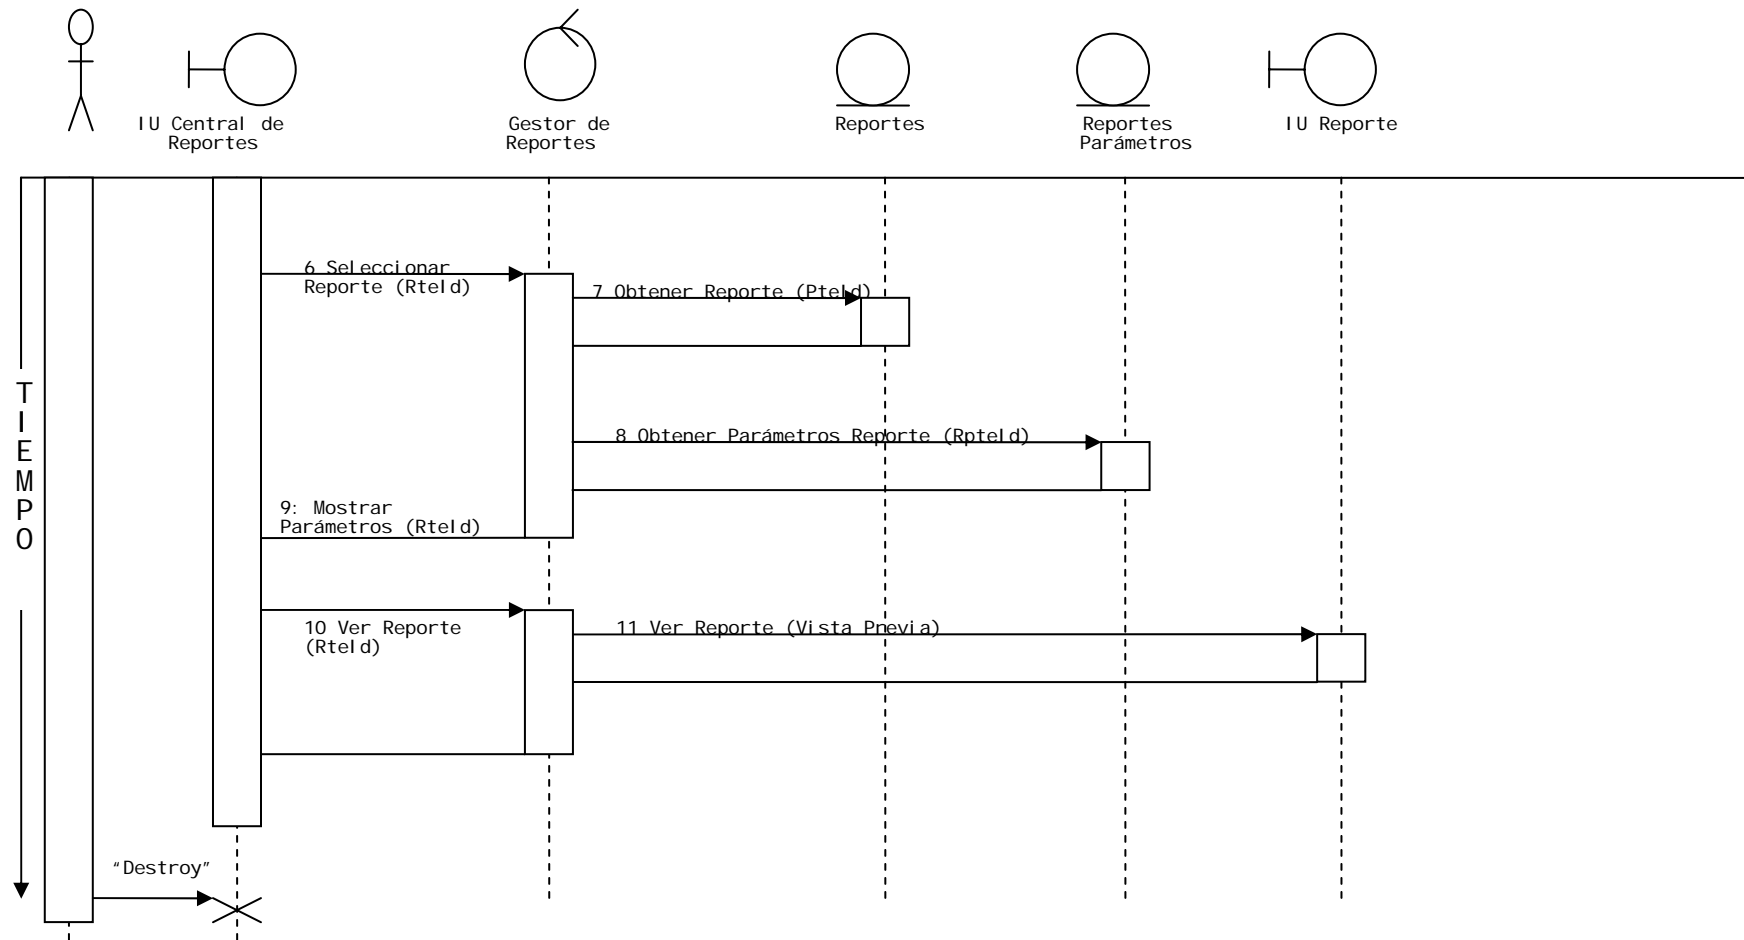 IU Central de
Reportes
Gestor de
Reportes
Reportes
Reportes
Parámetros
IU Reporte
6 Seleccionar
Reporte (RteId)
7 Obtener Reporte (PteId)
8 Obtener Parámetros Reporte (RpteId)
TIEMPO
9: Mostrar
Parámetros (RteId)
10 Ver Reporte
(RteId)
11 Ver Reporte (Vista Previa)
“Destroy”